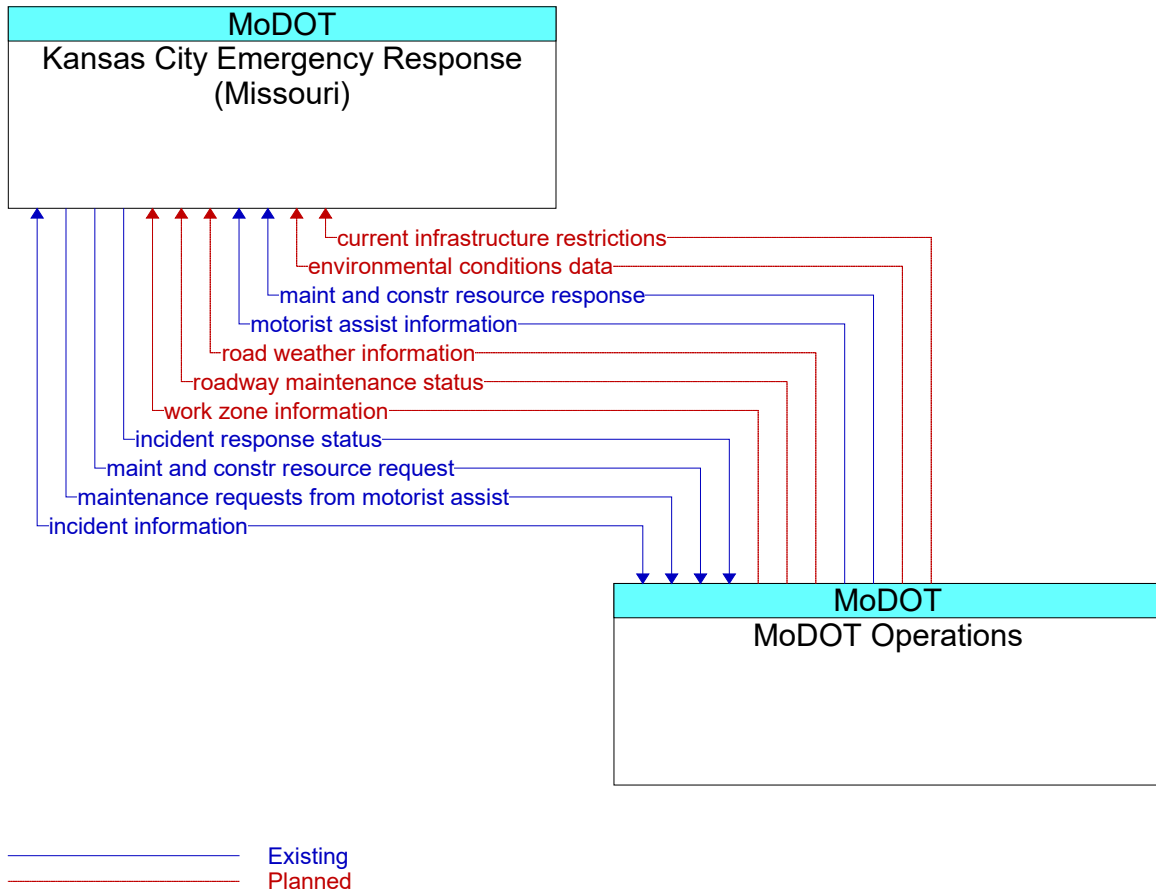 MoDOT
Kansas City Emergency Response
(Missouri)
current infrastructure restrictions
environmental conditions data
maint and constr resource response
motorist assist information
road weather information
roadway maintenance status
work zone information
incident response status
maint and constr resource request
maintenance requests from motorist assist
incident information
MoDOT
MoDOT Operations
Existing
Planned